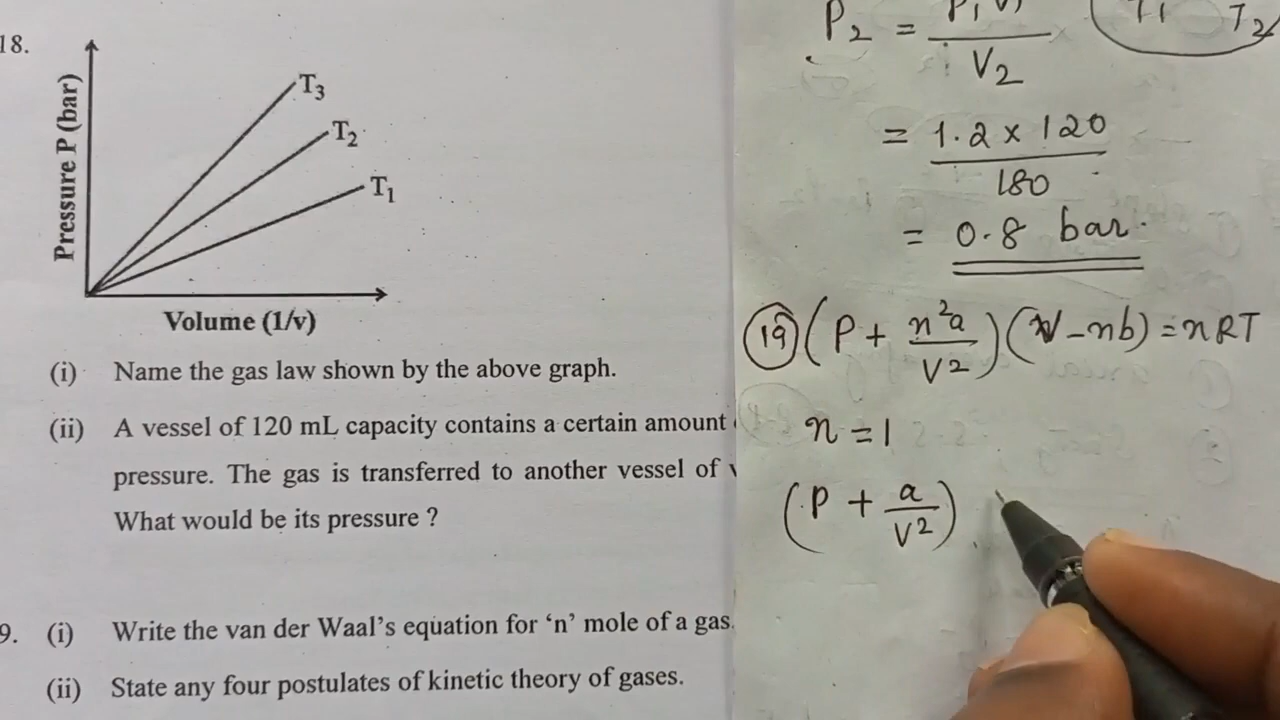 18.
Pressure P (bar)
T3
T2
T1
Volume (1/v)
(i) Name the gas law shown by the above graph.
(ii) A vessel of 120 mL capacity contains a certain amount
pressure. The gas is transferred to another vessel of
What would be its pressure ?
9. (i) Write the van der Waal's equation for 'n' mole of a gas.
(ii) State any four postulates of kinetic theory of gases.
P2 = P1V1 / V2
T1 T2
= 1.2 x 120 / 180
= 0.8 bar.
19 (P + n²a / V²) (V - nb) = nRT
n = 1
(P + a / V²)